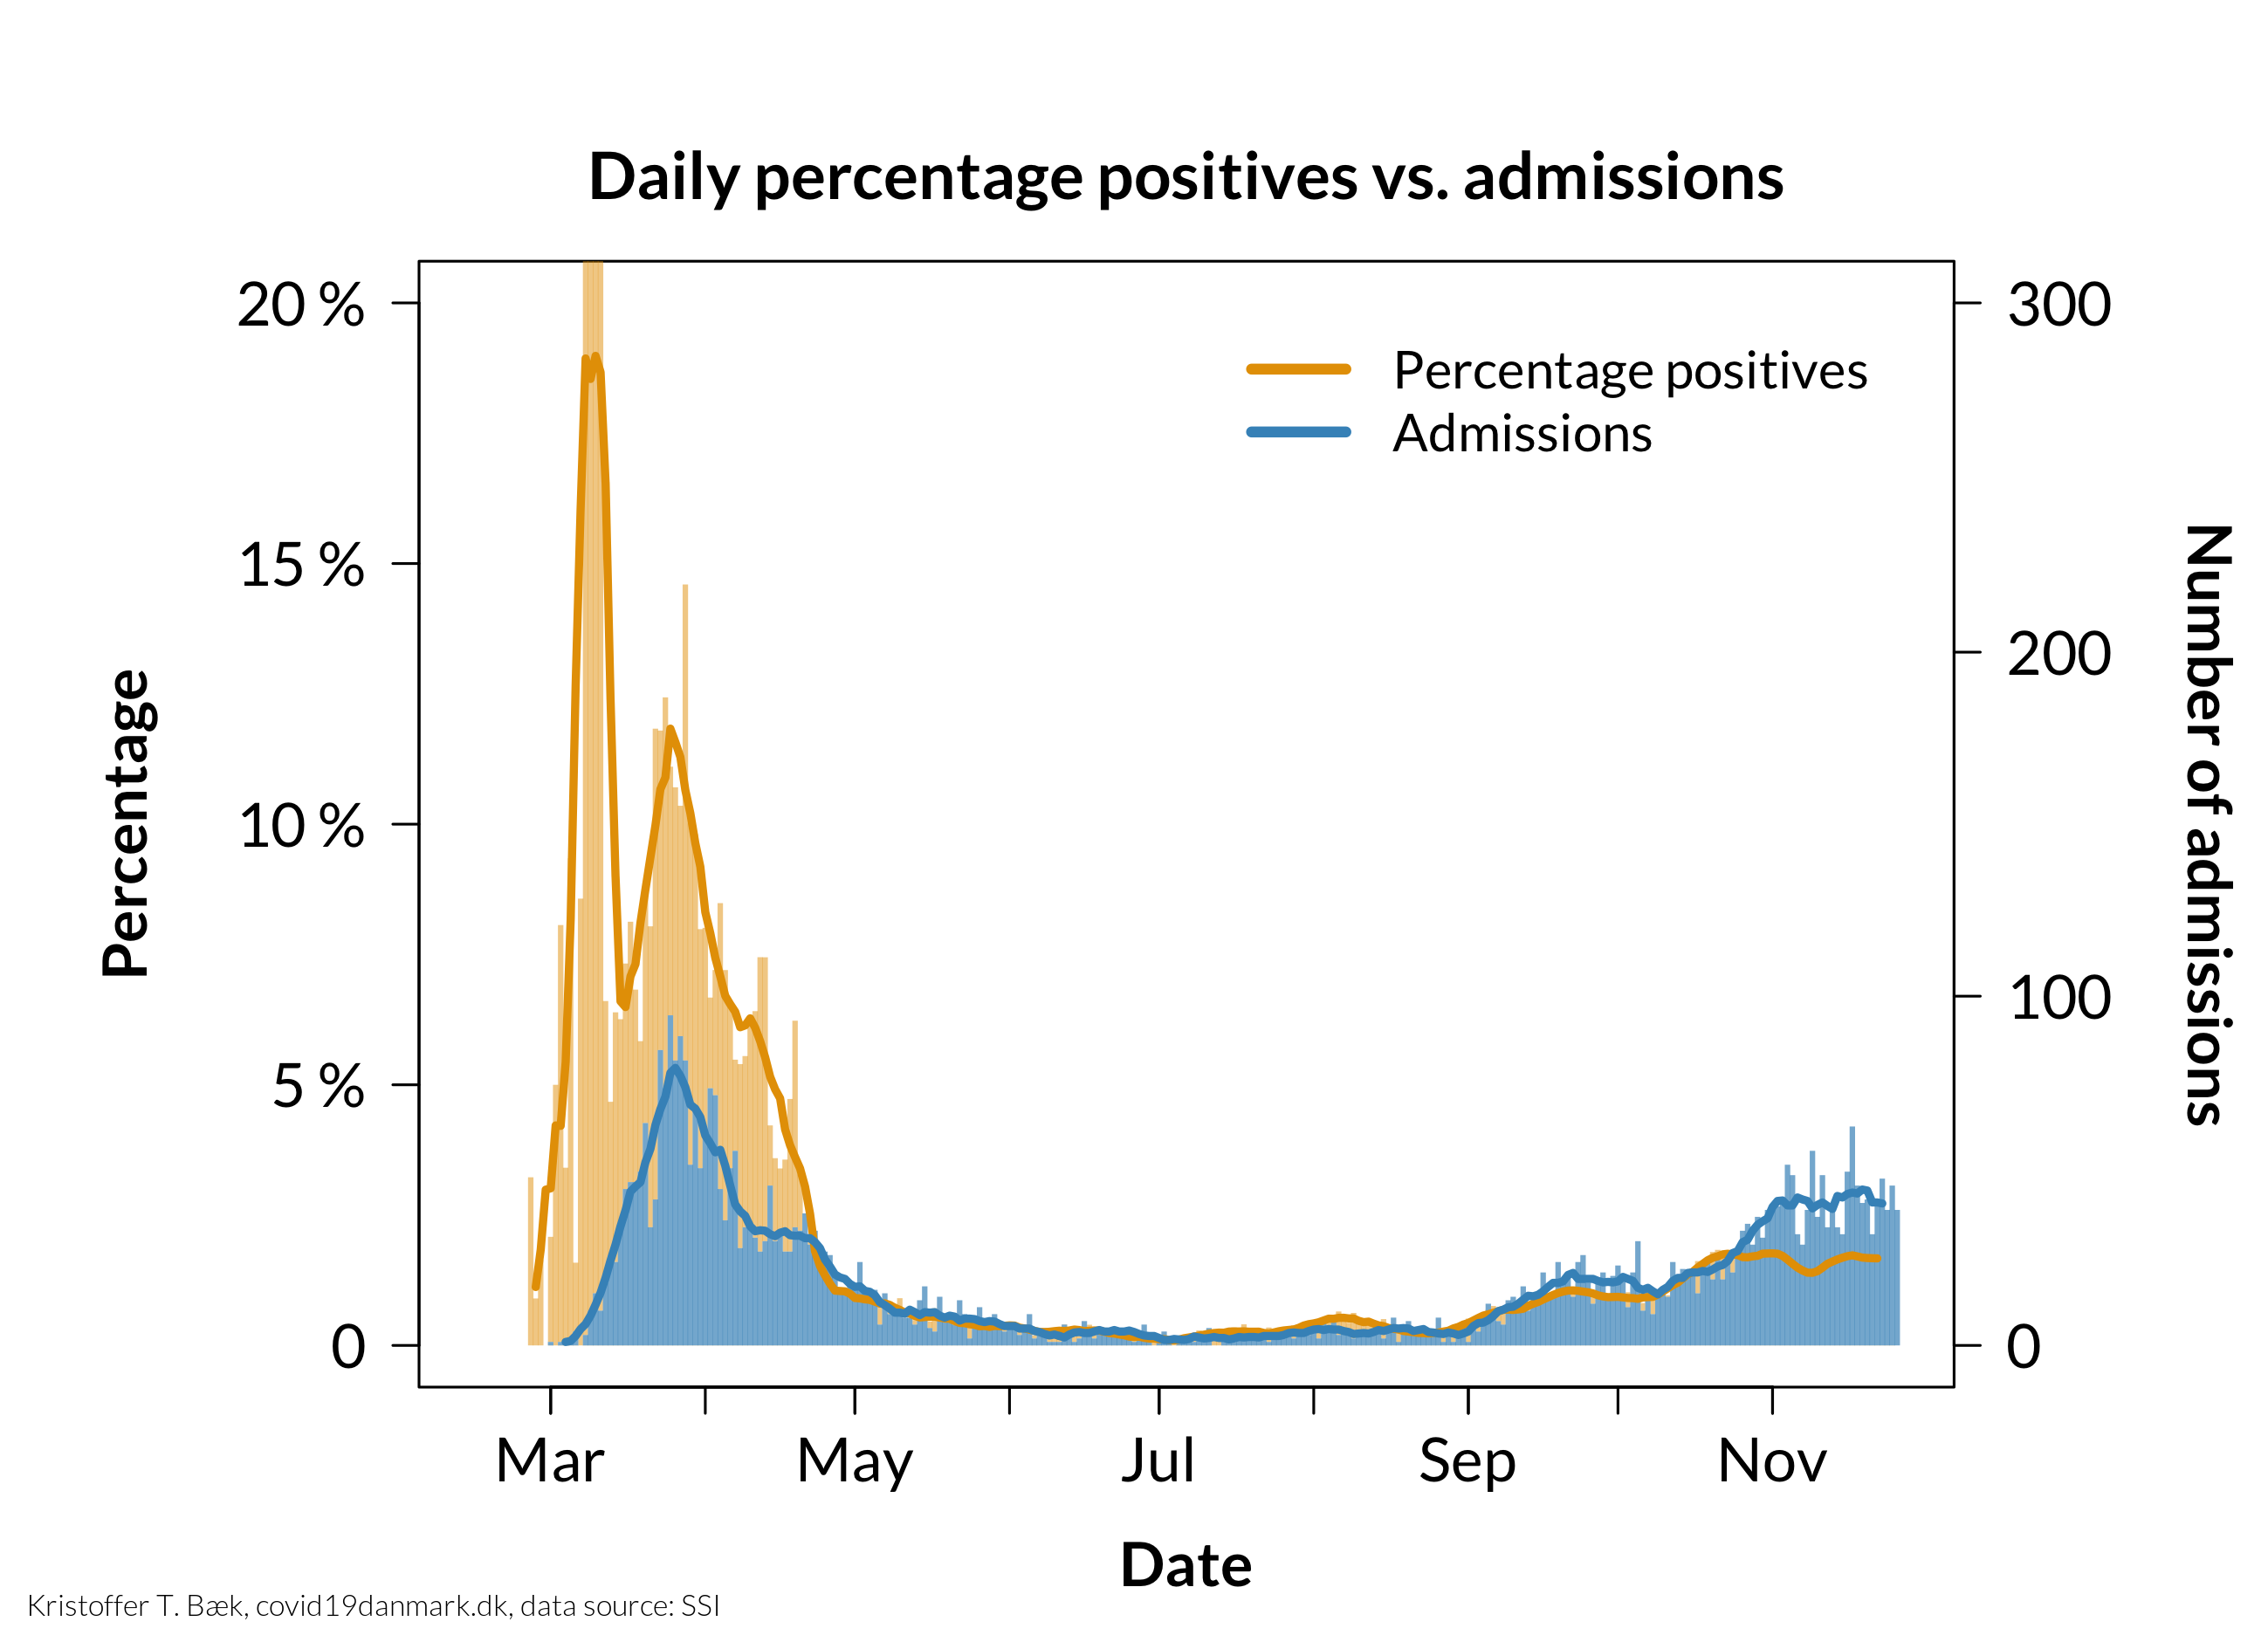 Daily percentage positives vs. admissions
20 %
15 %
10 %
5 %
0
Percentage
Percentage positives
Admissions
300
200
100
0
Number of admissions
Mar
May
Jul
Sep
Nov
Date
Kristoffer T. Bæk, covid19danmark.dk, data source: SSI